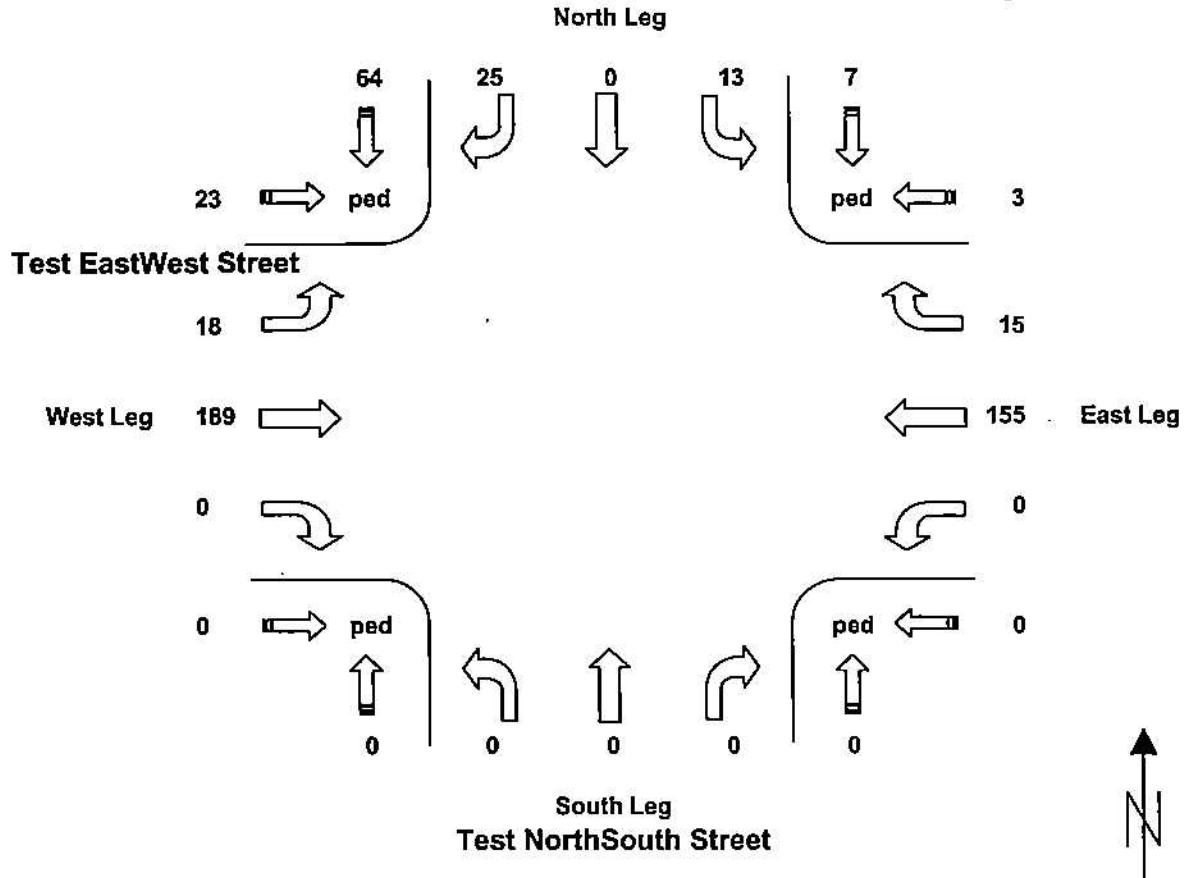 North Leg
64 25 0 13 7
23 ped ped 3
Test EastWest Street
18 15
West Leg 189 155 East Leg
0 0
0 ped ped 0
0 0 0 0 0
South Leg
Test NorthSouth Street
N